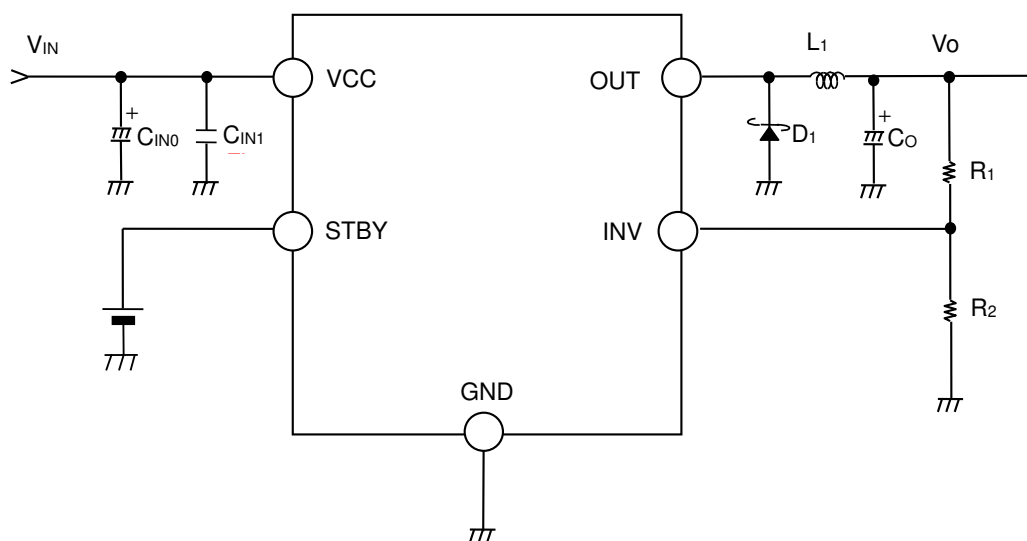 VIN
VCC
+
CIN0
CIN1
STBY
GND
OUT
INV
L1
Vo
D1
+
CO
R1
R2